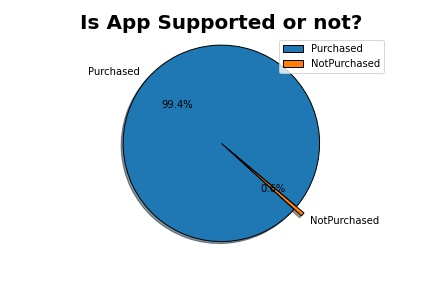 Is App Supported or not?
Purchased
NotPurchased
Purchased
99.4%
0.6%
NotPurchased